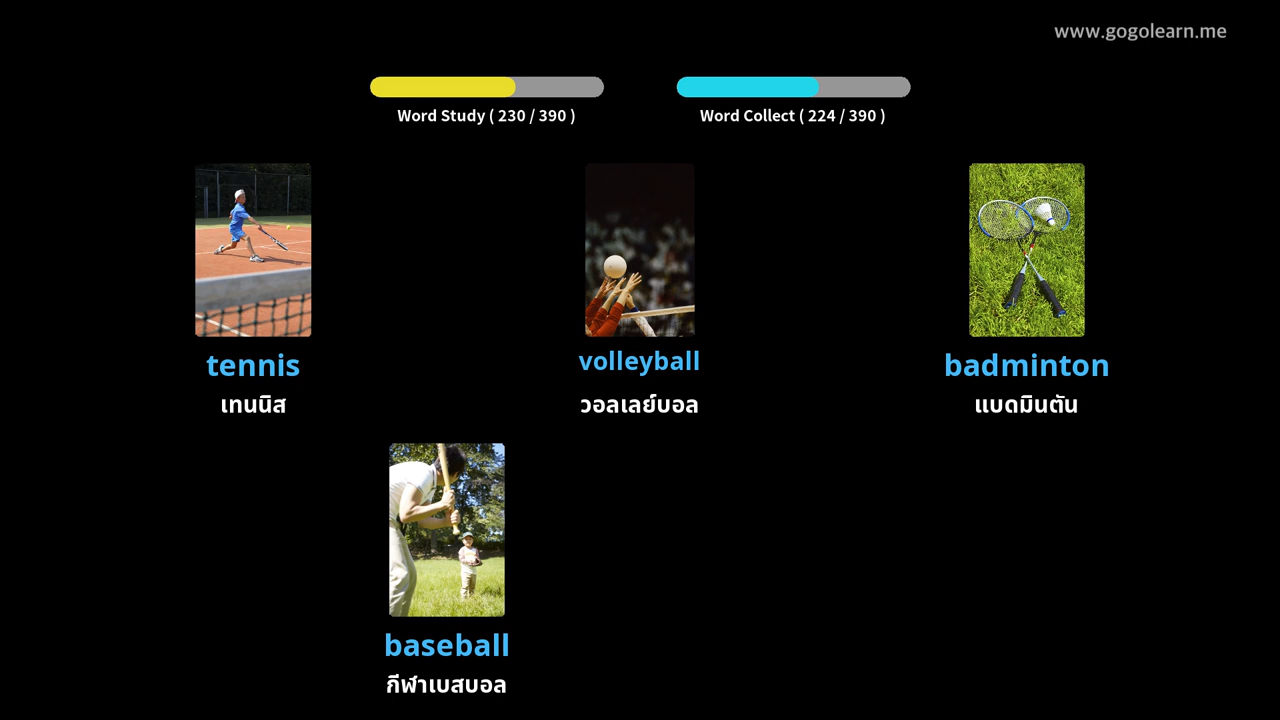 www.gogolearn.me
Word Study ( 230 / 390 )
Word Collect ( 224 / 390 )
tennis
เทนนิส
volleyball
วอลเลย์บอล
badminton
แบดมินตัน
baseball
กีฬาเบสบอล